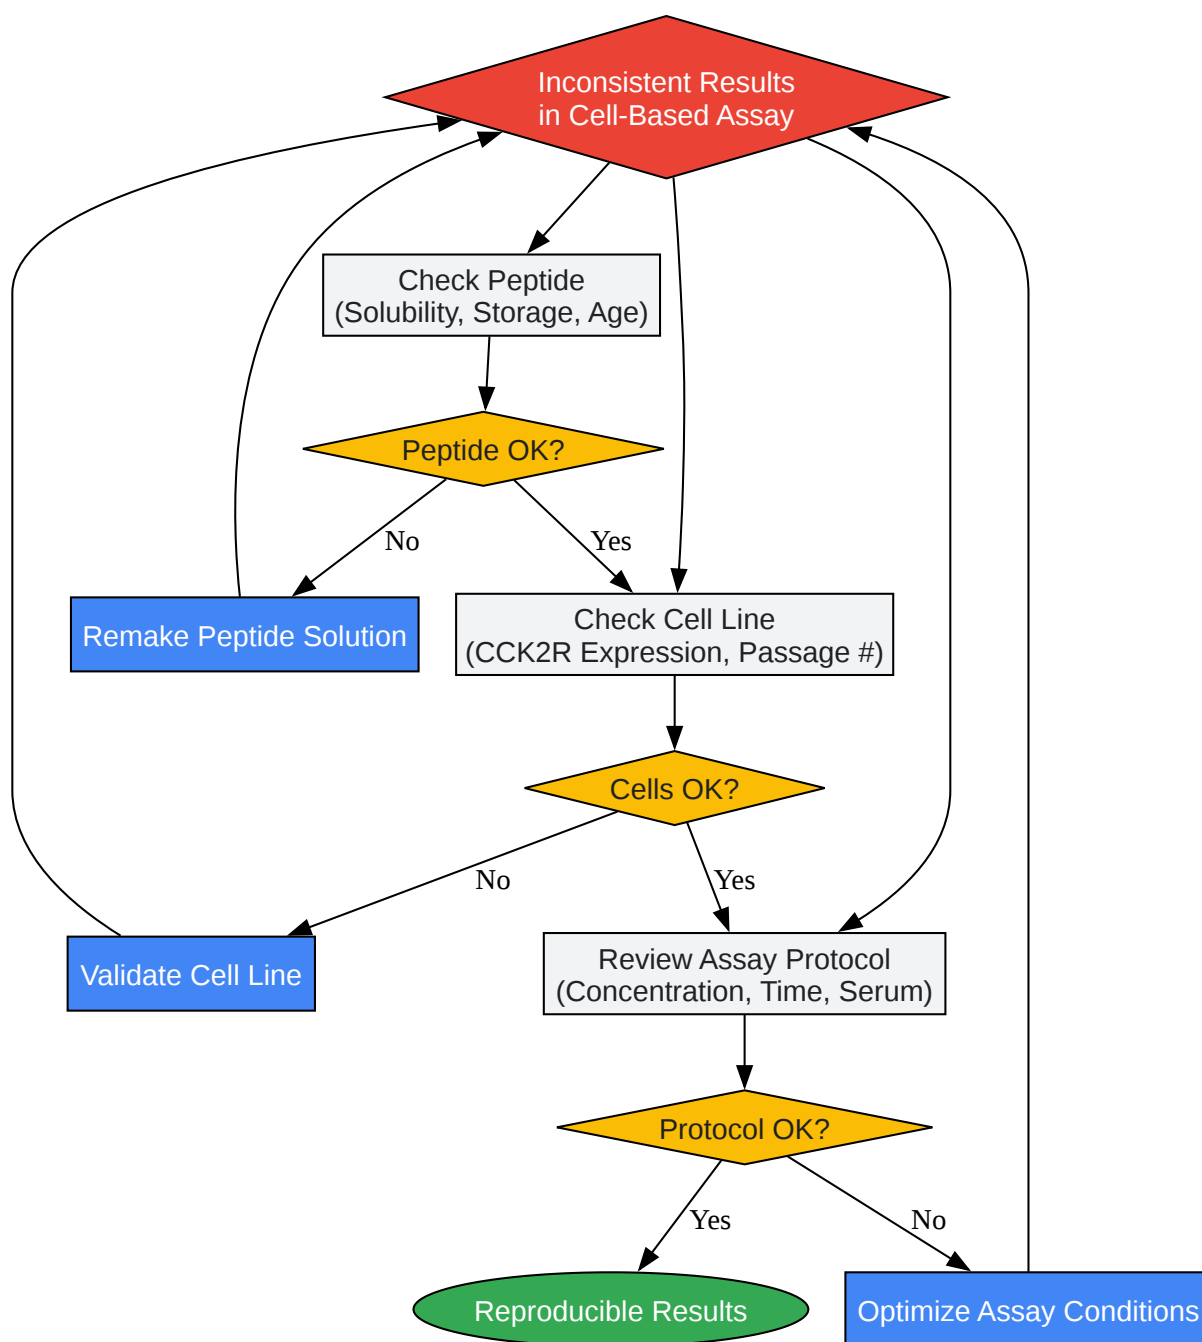 Inconsistent Results
in Cell-Based Assay
Check Peptide
(Solubility, Storage, Age)
Peptide OK?
No
Yes
Remake Peptide Solution
Check Cell Line
(CCK2R Expression, Passage #)
Cells OK?
No
Yes
Validate Cell Line
Review Assay Protocol
(Concentration, Time, Serum)
Protocol OK?
Yes
No
Reproducible Results
Optimize Assay Conditions